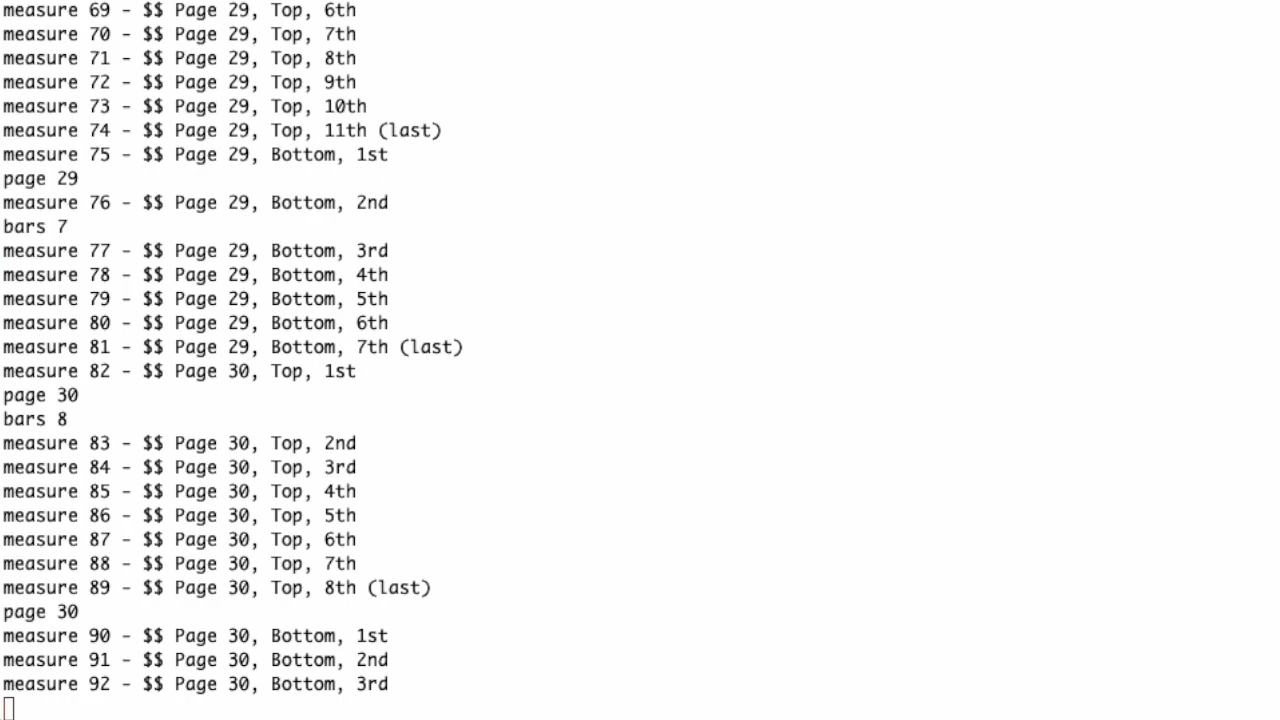 measure 69 - $$ Page 29, Top, 6th
measure 70 - $$ Page 29, Top, 7th
measure 71 - $$ Page 29, Top, 8th
measure 72 - $$ Page 29, Top, 9th
measure 73 - $$ Page 29, Top, 10th
measure 74 - $$ Page 29, Top, 11th (last)
measure 75 - $$ Page 29, Bottom, 1st
page 29
measure 76 - $$ Page 29, Bottom, 2nd
bars 7
measure 77 - $$ Page 29, Bottom, 3rd
measure 78 - $$ Page 29, Bottom, 4th
measure 79 - $$ Page 29, Bottom, 5th
measure 80 - $$ Page 29, Bottom, 6th
measure 81 - $$ Page 29, Bottom, 7th (last)
measure 82 - $$ Page 30, Top, 1st
page 30
bars 8
measure 83 - $$ Page 30, Top, 2nd
measure 84 - $$ Page 30, Top, 3rd
measure 85 - $$ Page 30, Top, 4th
measure 86 - $$ Page 30, Top, 5th
measure 87 - $$ Page 30, Top, 6th
measure 88 - $$ Page 30, Top, 7th
measure 89 - $$ Page 30, Top, 8th (last)
page 30
measure 90 - $$ Page 30, Bottom, 1st
measure 91 - $$ Page 30, Bottom, 2nd
measure 92 - $$ Page 30, Bottom, 3rd